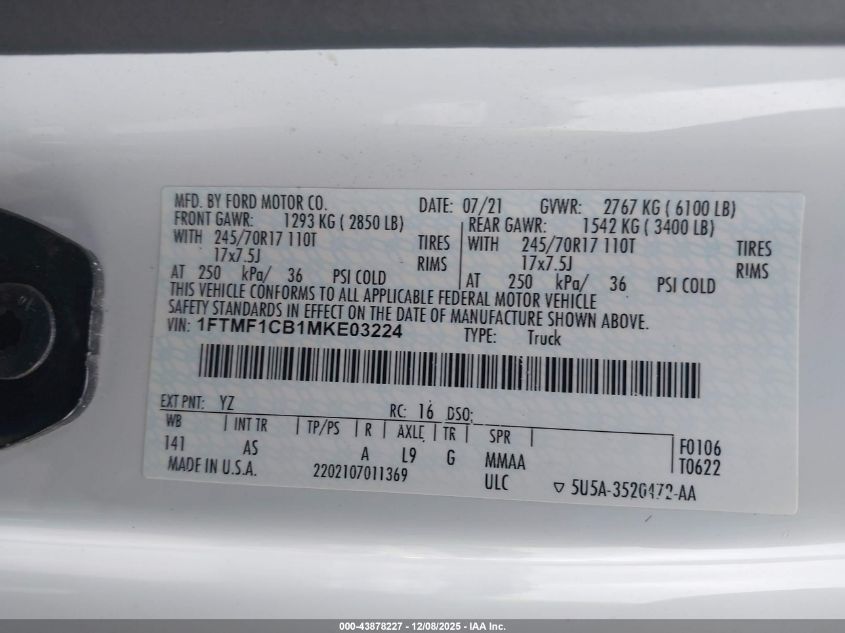 MFD. BY FORD MOTOR CO. DATE: 07/21 GVWR: 2767 KG ( 6100 LB)
FRONT GAWR: 1293 KG ( 2850 LB) REAR GAWR: 1542 KG ( 3400 LB)
WITH 245/70R17 110T TIRES WITH 245/70R17 110T TIRES
17x7.5J RIMS 17x7.5J RIMS
AT 250 kPa/ 36 PSI COLD AT 250 kPa/ 36 PSI COLD
THIS VEHICLE CONFORMS TO ALL APPLICABLE FEDERAL MOTOR VEHICLE
SAFETY STANDARDS IN EFFECT ON THE DATE OF MANUFACTURE SHOWN ABOVE.
VIN: 1FTMF1CB1MKE03224 TYPE: Truck
EXT PNT: YZ RC: 16 DSO:
WB INT TR TP/PS R AXLE TR SPR F0106
141 AS A L9 G MMAA T0622
MADE IN U.S.A. 2202107011369 ULC ▽ 5U5A-3520472-AA
000-43878227 - 12/08/2025 - IAA Inc.